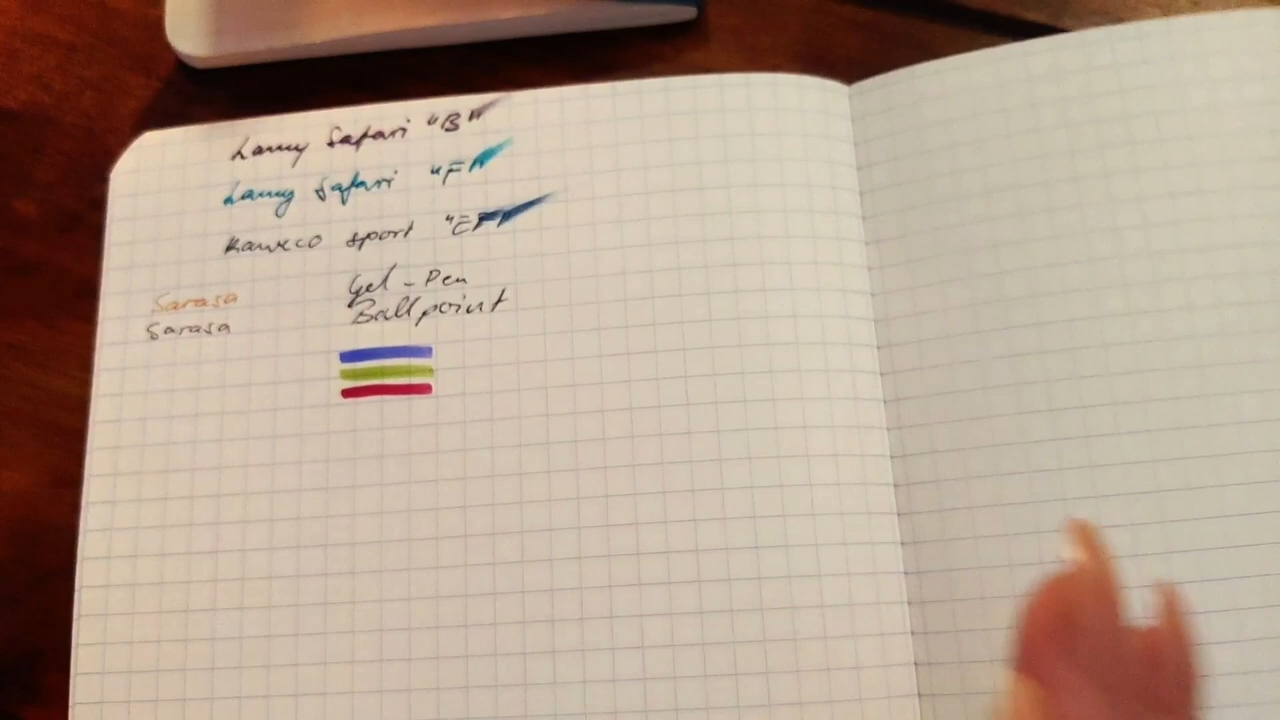 Lamy Safari "B"
Lamy Safari "F"
Kaweco sport "EF"
Gel-Pen
Sarasa
Ballpoint
Sarasa